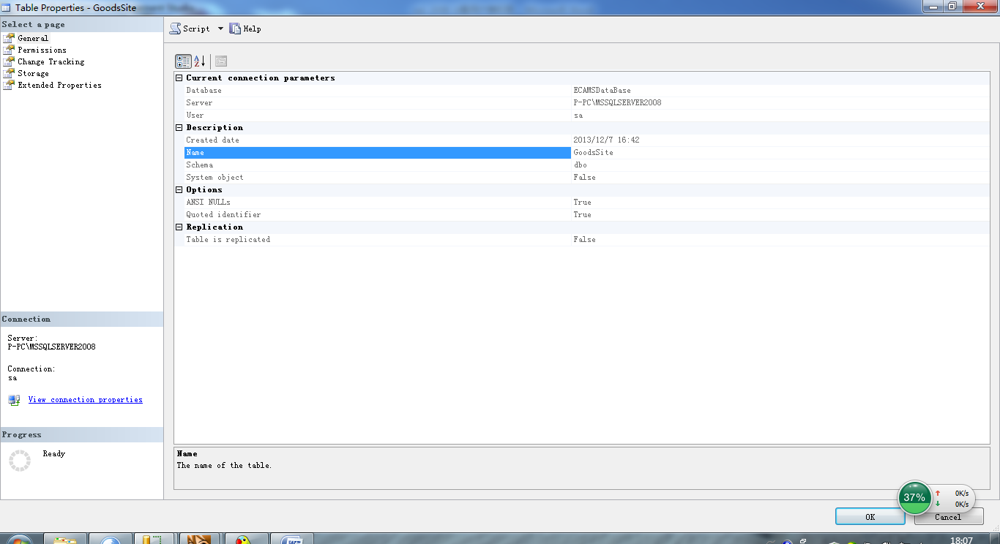 Table Properties - GoodsSite
Select a page
General
Permissions
Change Tracking
Storage
Extended Properties
Script
Help
Current connection parameters
Database ECAMSDataBase
Server P-PC\MSSQLSERVER2008
User sa
Description
Created date 2013/12/7 16:42
Name GoodsSite
Schema dbo
System object False
Options
ANSI NULLs True
Quoted identifier True
Replication
Table is replicated False
Connection
Server:
P-PC\MSSQLSERVER2008
Connection:
sa
View connection properties
Progress
Ready
Name
The name of the table.
37%
0K/s
0K/s
OK
Cancel
18:07